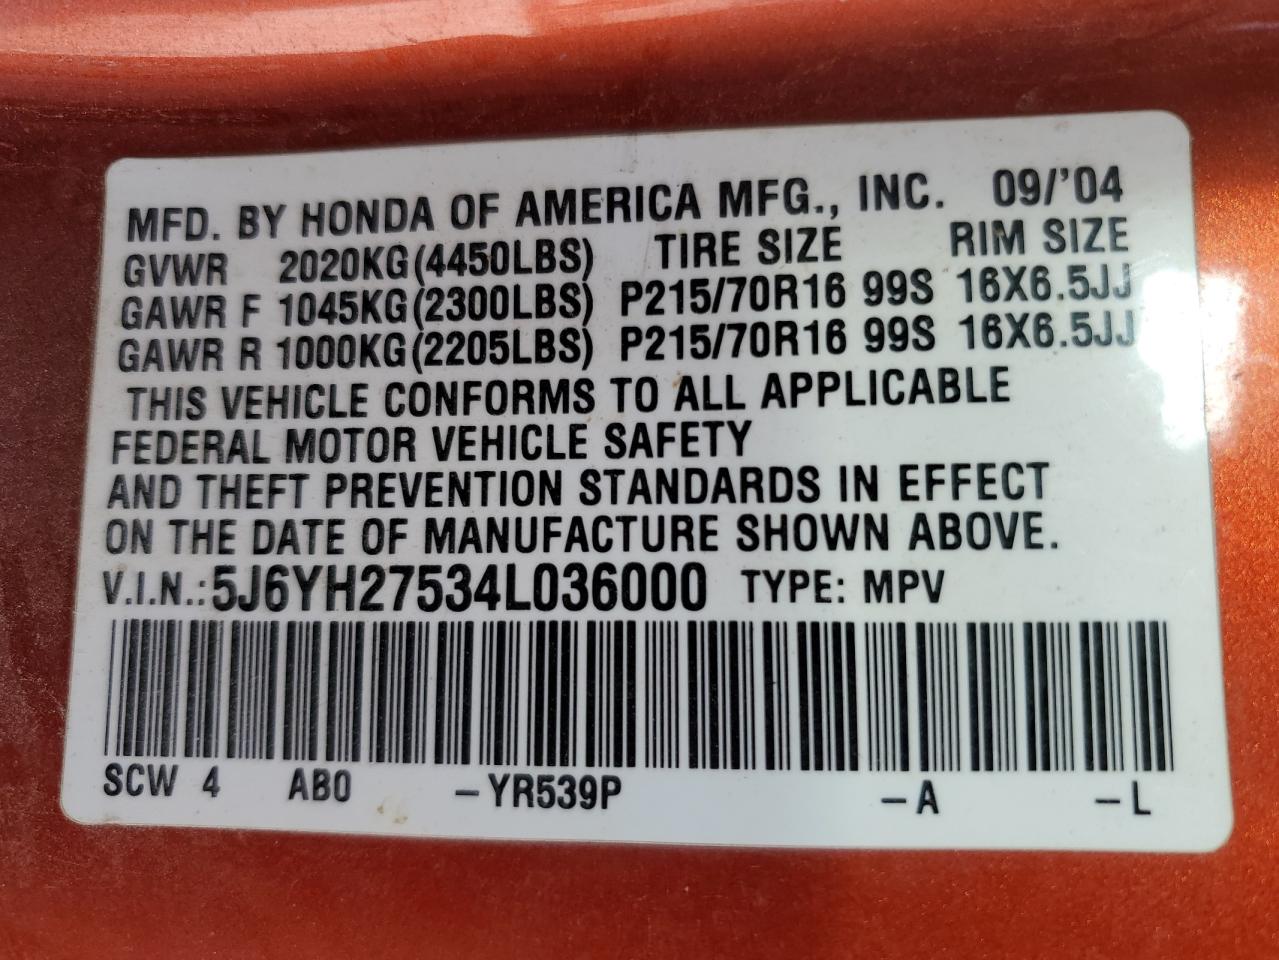 MFD. BY HONDA OF AMERICA MFG., INC. 09/'04
GVWR 2020KG(4450LBS) TIRE SIZE RIM SIZE
GAWR F 1045KG(2300LBS) P215/70R16 99S 16X6.5JJ
GAWR R 1000KG(2205LBS) P215/70R16 99S 16X6.5JJ
THIS VEHICLE CONFORMS TO ALL APPLICABLE
FEDERAL MOTOR VEHICLE SAFETY
AND THEFT PREVENTION STANDARDS IN EFFECT
ON THE DATE OF MANUFACTURE SHOWN ABOVE.
V.I.N.:5J6YH27534L036000 TYPE: MPV
SCW 4 AB0 -YR539P -A -L